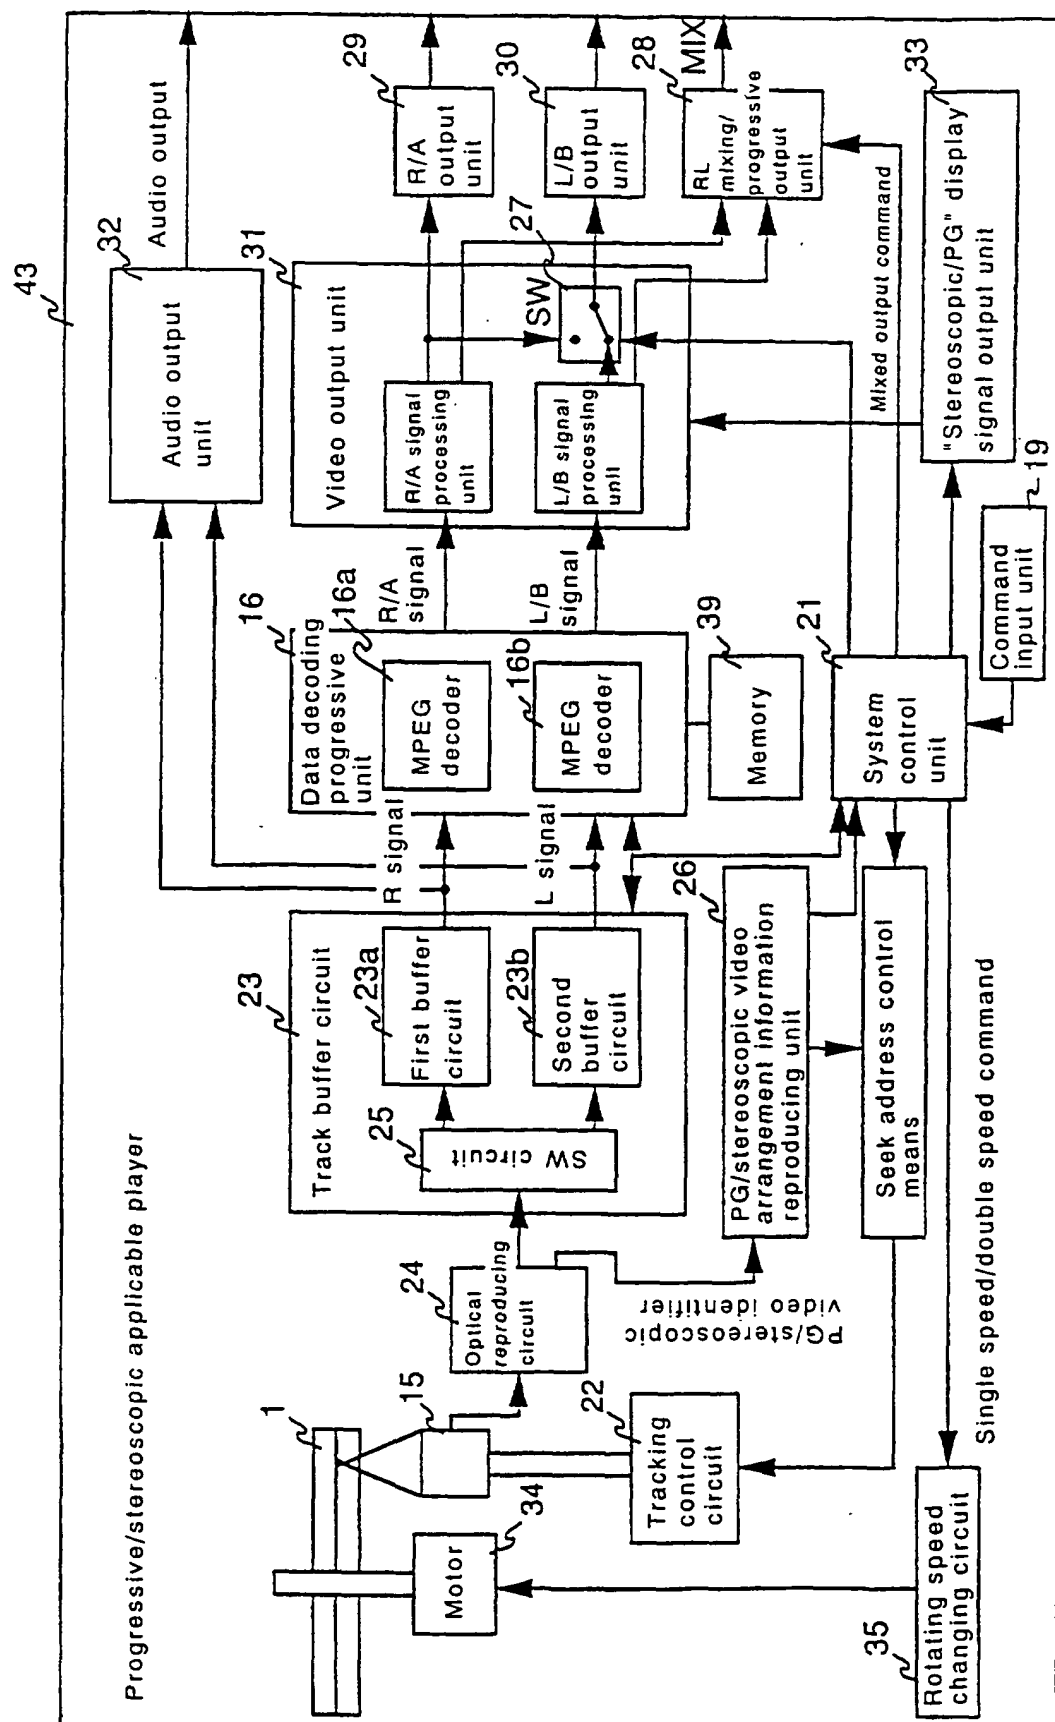 Progressive/stereoscopic applicable player
43
1
15
34
Motor
35
Rotating speed
changing circuit
22
Tracking
control
circuit
24
Optical
reproducing
circuit
PG/stereoscopic
video identifier
Single speed/double speed command
23
Track buffer circuit
25
SW circuit
23a
First buffer
circuit
23b
Second
buffer
circuit
26
PG/stereoscopic video
arrangement information
reproducing unit
Seek address control
means
R signal
L signal
16
Data decoding
progressive
unit
16a
MPEG
decoder
16b
MPEG
decoder
39
Memory
21
System
control
unit
19
Command
input unit
R/A
signal
L/B
signal
32
Audio output
unit
Audio output
31
Video output unit
R/A signal
processing
unit
L/B signal
processing
unit
SW
27
29
R/A
output
unit
30
L/B
output
unit
28
RL
mixing/
progressive
output
unit
MIX
Mixed output command
33
"Stereoscopic/PG" display
signal output unit